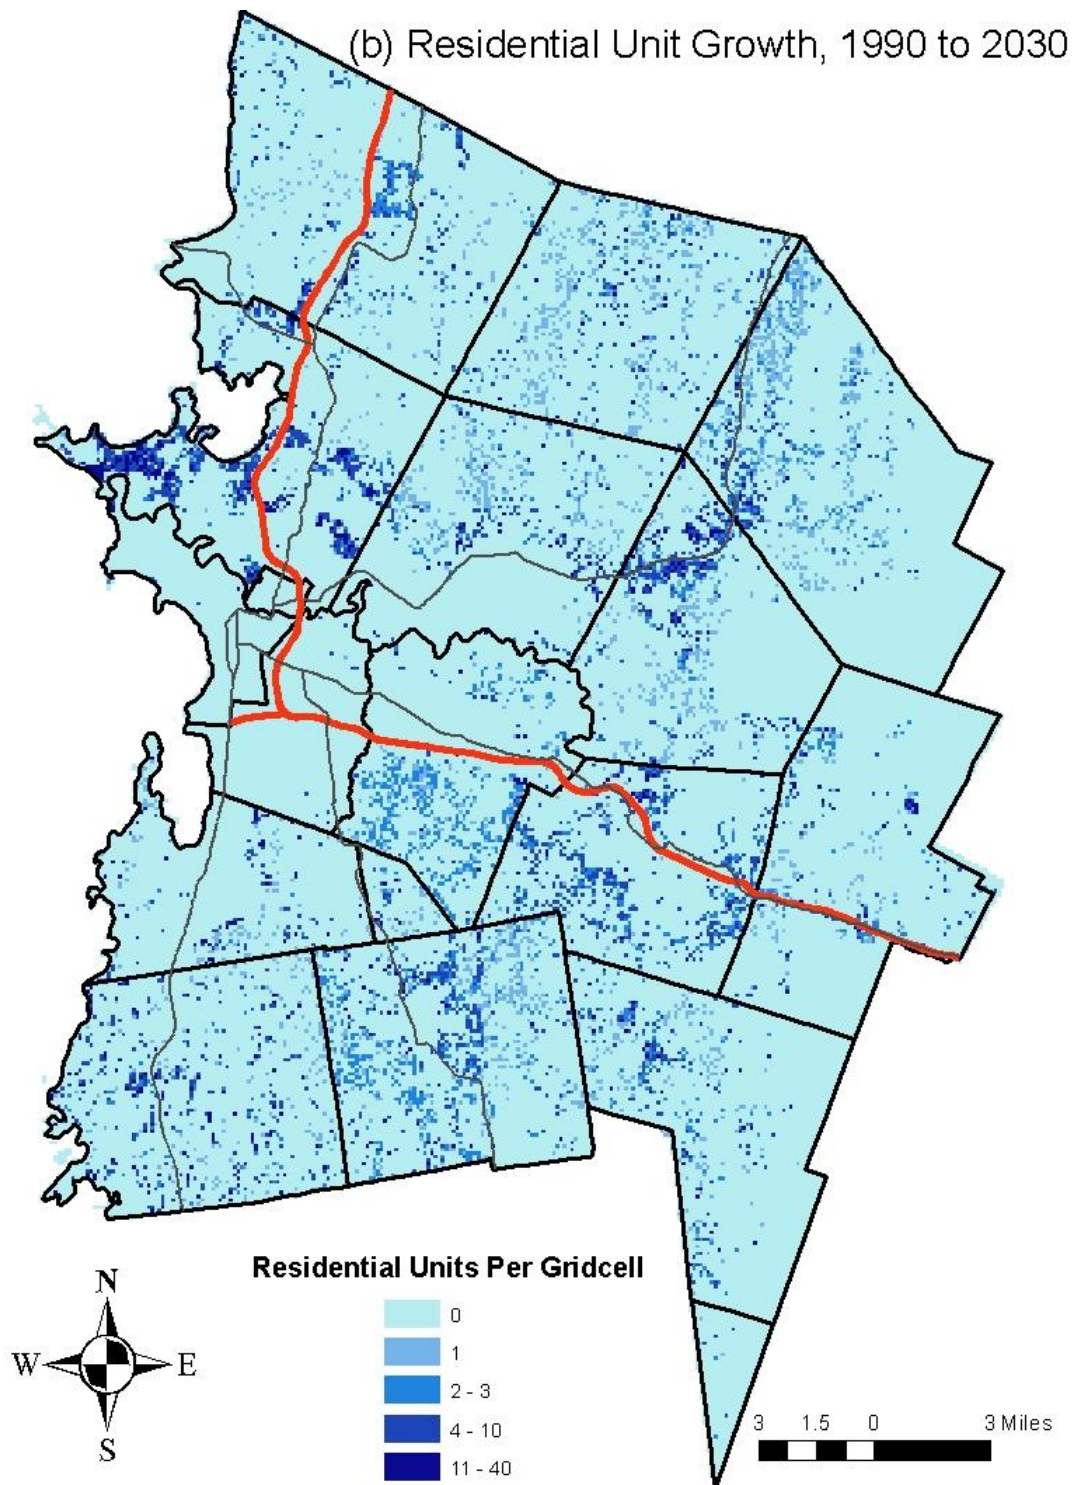 (b) Residential Unit Growth, 1990 to 2030
Residential Units Per Gridcell
0
1
2 - 3
4 - 10
11 - 40
N
W E
S
3 1.5 0 3 Miles